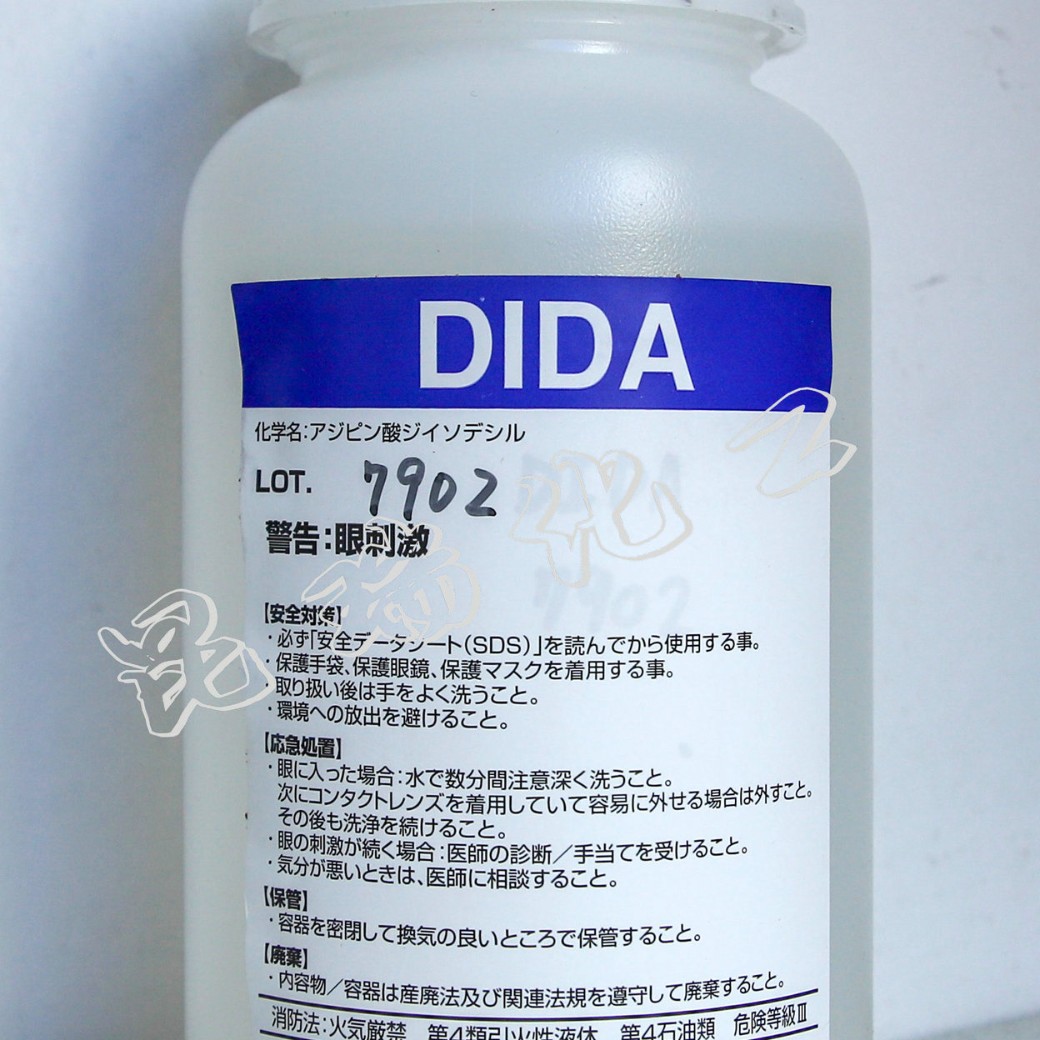 DIDA
化学名:アジピン酸ジイソデシル
LOT. 7902
警告:眼刺激
【安全対策】
・必ず「安全データシート(SDS)」を読んでから使用する事。
・保護手袋、保護眼鏡、保護マスクを着用する事。
・取り扱い後は手をよく洗うこと。
・環境への放出を避けること。
【応急処置】
・眼に入った場合:水で数分間注意深く洗うこと。
次にコンタクトレンズを着用していて容易に外せる場合は外すこと。
その後も洗浄を続けること。
・眼の刺激が続く場合:医師の診断/手当てを受けること。
・気分が悪いときは、医師に相談すること。
【保管】
・容器を密閉して換気の良いところで保管すること。
【廃棄】
・内容物/容器は産廃法及び関連法規を遵守して廃棄すること。
消防法:火気厳禁 第4類引火性液体 第4石油類 危険等級Ⅲ